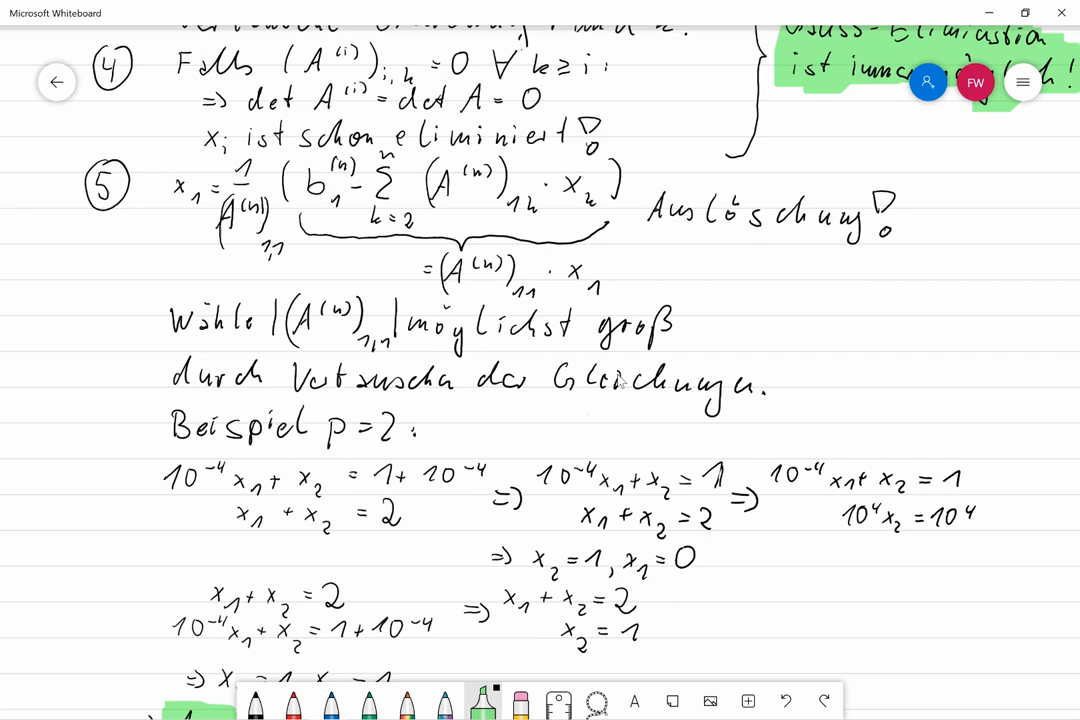 Microsoft Whiteboard
Gauss-Elimination
ist immer möglich!
FW
(4) Falls (A^(i))_{i,k} = 0 ∀ k ≥ i:
=> det A^(i) = det A = 0
x_i ist schon eliminiert!
(5) x_1 = 1/(A^(n))_{1,1} ( b_1^(n) - Σ_{k=2}^{n} (A^(n))_{1k} · x_k ) Auslöschung!
= (A^(n))_{11} · x_1
Wähle |(A^(n))_{1,1}| möglichst groß
durch Vertauschen der Gleichungen.
Beispiel p = 2:
10^-4 x_1 + x_2 = 1 + 10^-4 => 10^-4 x_1 + x_2 = 1 => 10^-4 x_1 + x_2 = 1
x_1 + x_2 = 2 x_1 + x_2 = 2 10^4 x_2 = 10^4
=> x_2 = 1, x_1 = 0
x_1 + x_2 = 2 => x_1 + x_2 = 2
10^-4 x_1 + x_2 = 1 + 10^-4 x_2 = 1
A